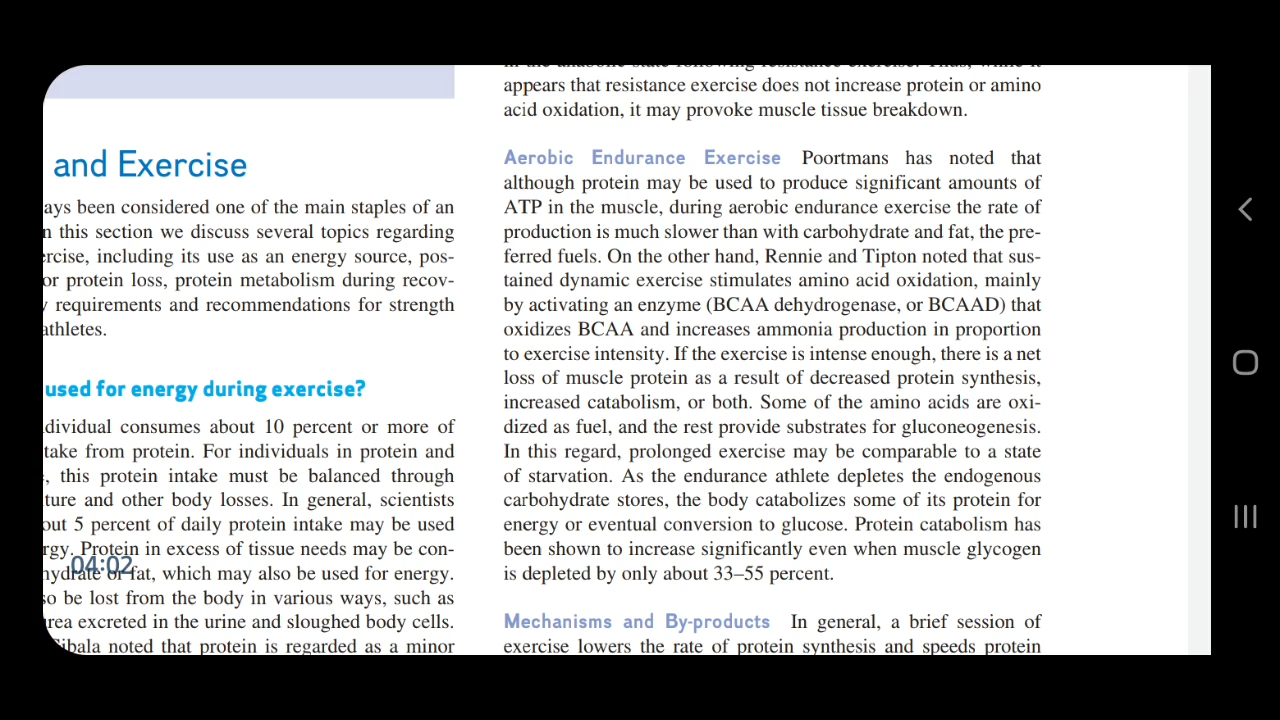 and Exercise
ays been considered one of the main staples of an
n this section we discuss several topics regarding
ercise, including its use as an energy source, pos-
or protein loss, protein metabolism during recov-
y requirements and recommendations for strength
athletes.
used for energy during exercise?
dividual consumes about 10 percent or more of
take from protein. For individuals in protein and
, this protein intake must be balanced through
ture and other body losses. In general, scientists
out 5 percent of daily protein intake may be used
rgy. Protein in excess of tissue needs may be con-
04:02
hydrate or fat, which may also be used for energy.
so be lost from the body in various ways, such as
urea excreted in the urine and sloughed body cells.
Gibala noted that protein is regarded as a minor
in the anabolic state following resistance exercise. Thus, while it
appears that resistance exercise does not increase protein or amino
acid oxidation, it may provoke muscle tissue breakdown.
Aerobic Endurance Exercise Poortmans has noted that
although protein may be used to produce significant amounts of
ATP in the muscle, during aerobic endurance exercise the rate of
production is much slower than with carbohydrate and fat, the pre-
ferred fuels. On the other hand, Rennie and Tipton noted that sus-
tained dynamic exercise stimulates amino acid oxidation, mainly
by activating an enzyme (BCAA dehydrogenase, or BCAAD) that
oxidizes BCAA and increases ammonia production in proportion
to exercise intensity. If the exercise is intense enough, there is a net
loss of muscle protein as a result of decreased protein synthesis,
increased catabolism, or both. Some of the amino acids are oxi-
dized as fuel, and the rest provide substrates for gluconeogenesis.
In this regard, prolonged exercise may be comparable to a state
of starvation. As the endurance athlete depletes the endogenous
carbohydrate stores, the body catabolizes some of its protein for
energy or eventual conversion to glucose. Protein catabolism has
been shown to increase significantly even when muscle glycogen
is depleted by only about 33–55 percent.
Mechanisms and By-products In general, a brief session of
exercise lowers the rate of protein synthesis and speeds protein